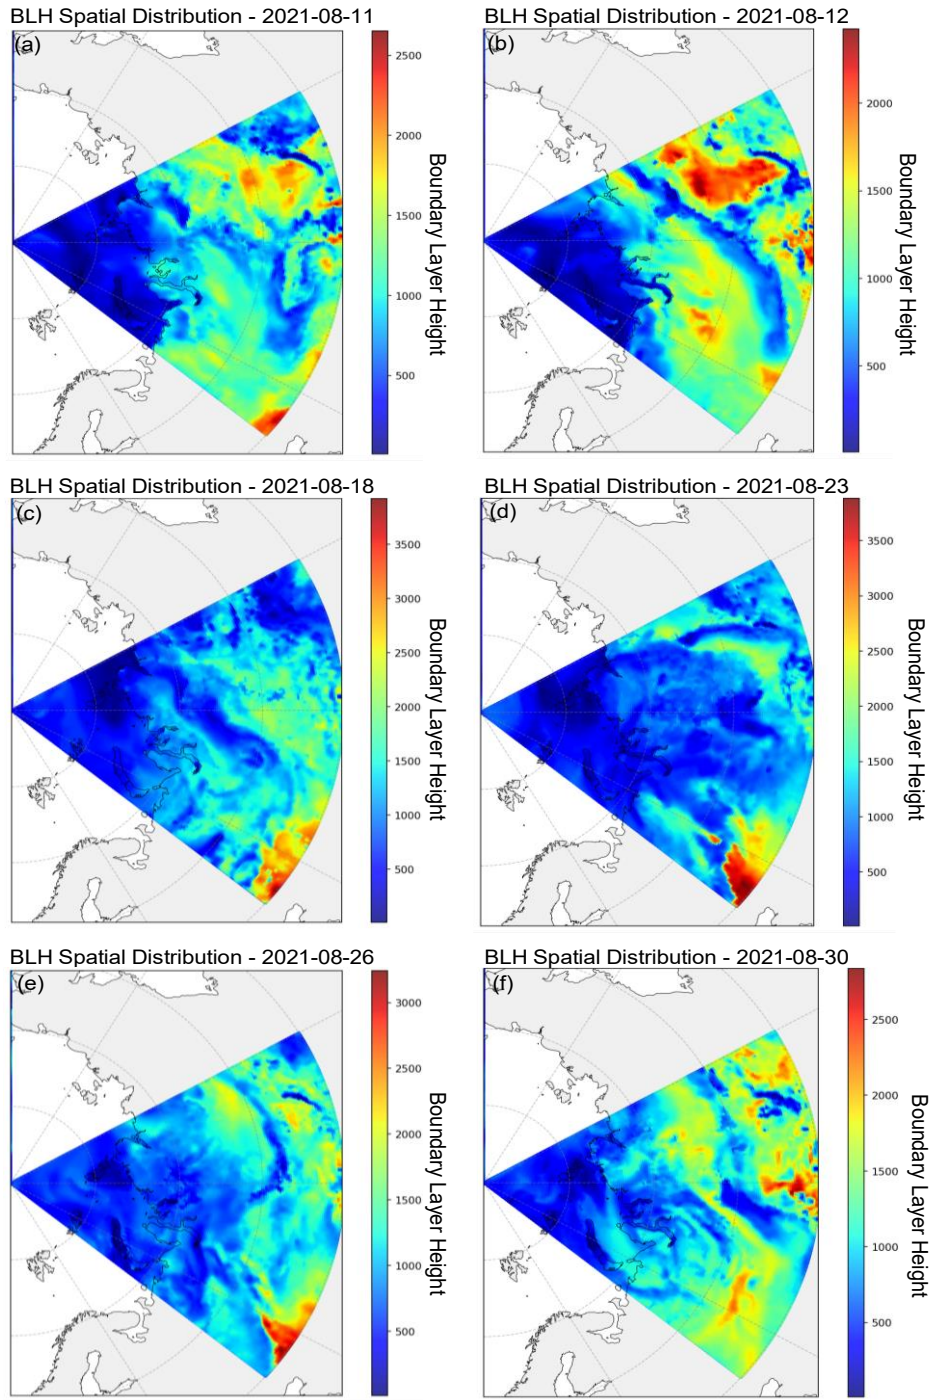 BLH Spatial Distribution - 2021-08-11
(a)
2500
2000
1500
1000
500
Boundary Layer Height
BLH Spatial Distribution - 2021-08-12
(b)
2000
1500
1000
500
Boundary Layer Height
BLH Spatial Distribution - 2021-08-18
(c)
3500
3000
2500
2000
1500
1000
500
Boundary Layer Height
BLH Spatial Distribution - 2021-08-23
(d)
3500
3000
2500
2000
1500
1000
500
Boundary Layer Height
BLH Spatial Distribution - 2021-08-26
(e)
3000
2500
2000
1500
1000
500
Boundary Layer Height
BLH Spatial Distribution - 2021-08-30
(f)
2500
2000
1500
1000
500
Boundary Layer Height